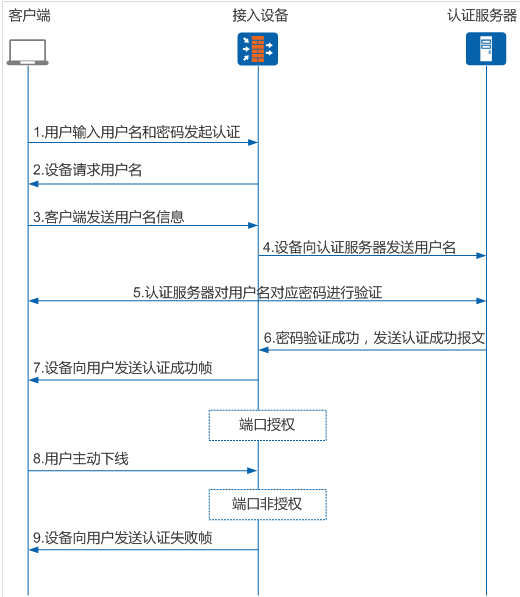 客户端
接入设备
认证服务器
1.用户输入用户名和密码发起认证
2.设备请求用户名
3.客户端发送用户名信息
4.设备向认证服务器发送用户名
5.认证服务器对用户名对应密码进行验证
6.密码验证成功，发送认证成功报文
7.设备向用户发送认证成功帧
端口授权
8.用户主动下线
端口非授权
9.设备向用户发送认证失败帧